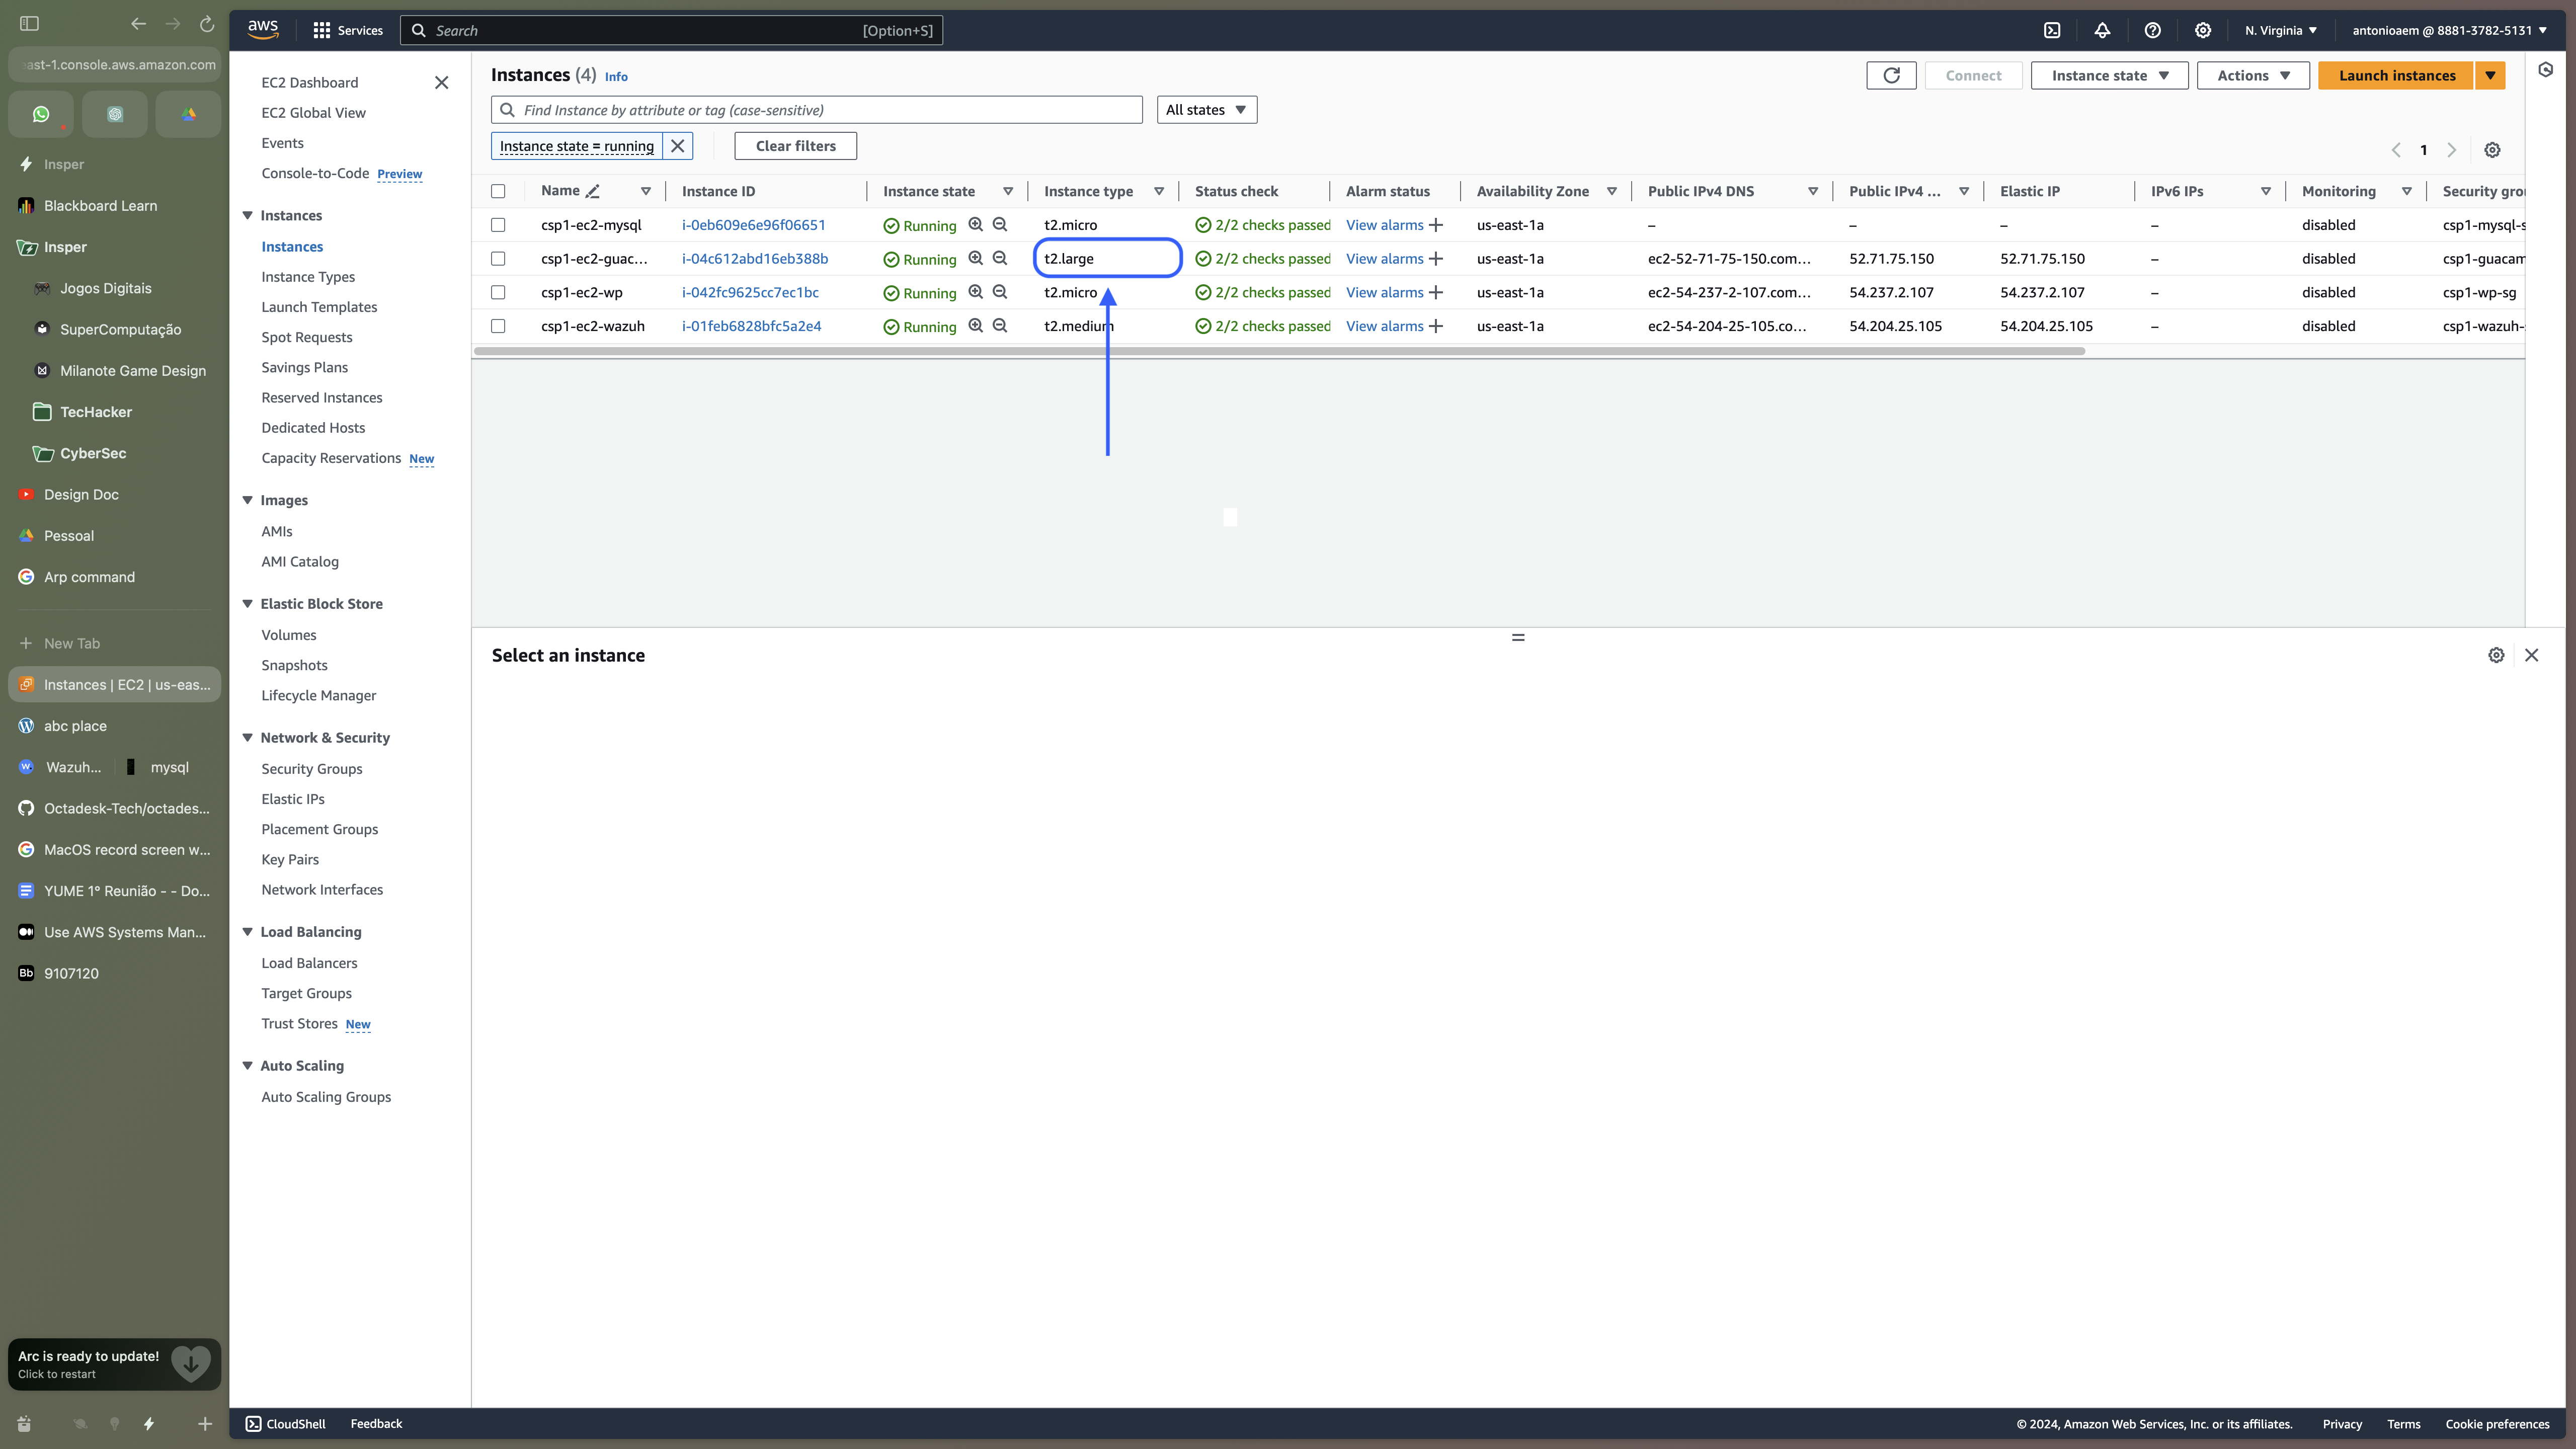 ast-1.console.aws.amazon.com
Insper
Blackboard Learn
Insper
Jogos Digitais
SuperComputação
Milanote Game Design
TecHacker
CyberSec
Design Doc
Pessoal
Arp command
New Tab
Instances | EC2 | us-eas...
abc place
Wazuh... mysql
Octadesk-Tech/octades...
MacOS record screen w...
YUME 1º Reunião - - Do...
Use AWS Systems Man...
Bb 9107120
Arc is ready to update!
Click to restart
aws Services Search [Option+S] N. Virginia antonioaem @ 8881-3782-5131
EC2 Dashboard
EC2 Global View
Events
Console-to-Code Preview
Instances
Instances
Instance Types
Launch Templates
Spot Requests
Savings Plans
Reserved Instances
Dedicated Hosts
Capacity Reservations New
Images
AMIs
AMI Catalog
Elastic Block Store
Volumes
Snapshots
Lifecycle Manager
Network & Security
Security Groups
Elastic IPs
Placement Groups
Key Pairs
Network Interfaces
Load Balancing
Load Balancers
Target Groups
Trust Stores New
Auto Scaling
Auto Scaling Groups
Instances (4) Info Connect Instance state Actions Launch instances
Find Instance by attribute or tag (case-sensitive) All states
Instance state = running Clear filters 1
Name Instance ID Instance state Instance type Status check Alarm status Availability Zone Public IPv4 DNS Public IPv4 ... Elastic IP IPv6 IPs Monitoring Security grou
csp1-ec2-mysql i-0eb609e6e96f06651 Running t2.micro 2/2 checks passed View alarms + us-east-1a – – – – disabled csp1-mysql-s
csp1-ec2-guac... i-04c612abd16eb388b Running t2.large 2/2 checks passed View alarms + us-east-1a ec2-52-71-75-150.com... 52.71.75.150 52.71.75.150 – disabled csp1-guacam
csp1-ec2-wp i-042fc9625cc7ec1bc Running t2.micro 2/2 checks passed View alarms + us-east-1a ec2-54-237-2-107.com... 54.237.2.107 54.237.2.107 – disabled csp1-wp-sg
csp1-ec2-wazuh i-01feb6828bfc5a2e4 Running t2.medium 2/2 checks passed View alarms + us-east-1a ec2-54-204-25-105.co... 54.204.25.105 54.204.25.105 – disabled csp1-wazuh-
Select an instance
CloudShell Feedback © 2024, Amazon Web Services, Inc. or its affiliates. Privacy Terms Cookie preferences